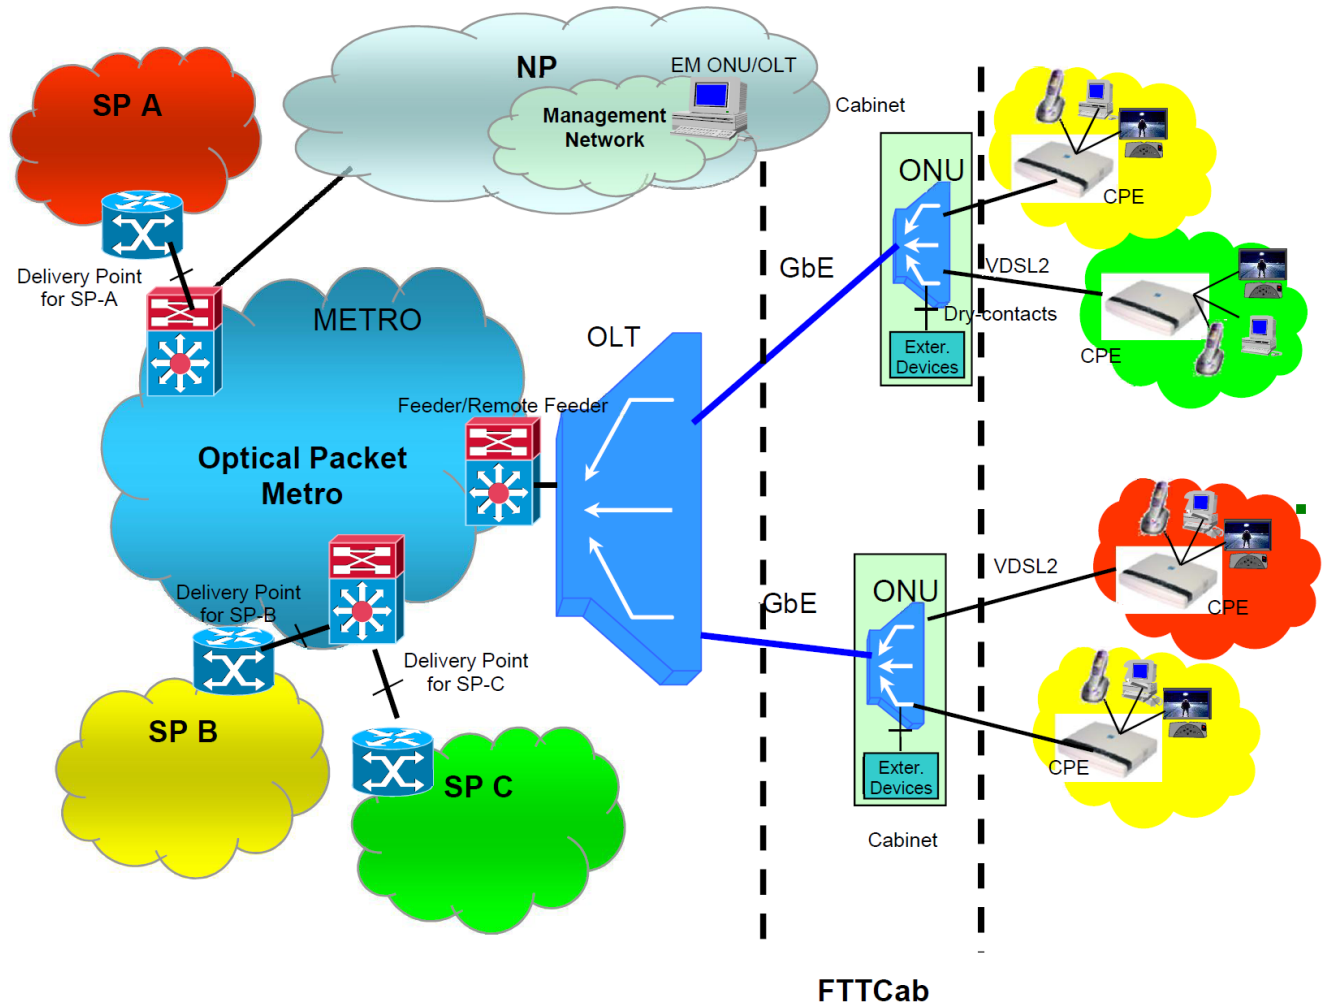 NP
EM ONU/OLT
SP A
Management
Network
Cabinet
ONU
CPE
Delivery Point
for SP-A
GbE
VDSL2
METRO
Dry-contacts
OLT
Exter.
Devices
CPE
Feeder/Remote Feeder
Optical Packet
Metro
VDSL2
Delivery Point
for SP-B
GbE
ONU
CPE
Delivery Point
for SP-C
SP B
SP C
Exter.
Devices
CPE
Cabinet
FTTCab